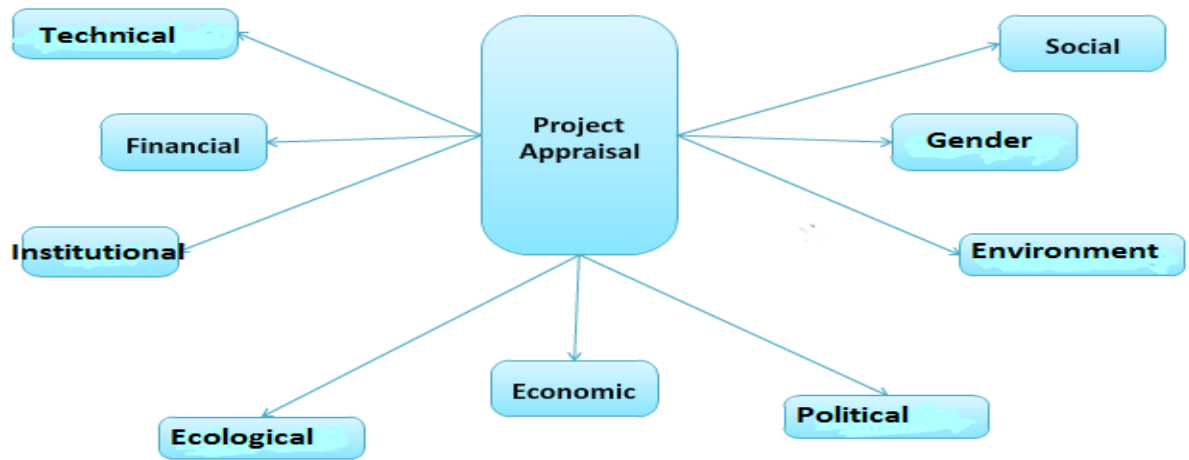 Technical
Social
Project
Appraisal
Financial
Gender
Institutional
Environment
Economic
Political
Ecological